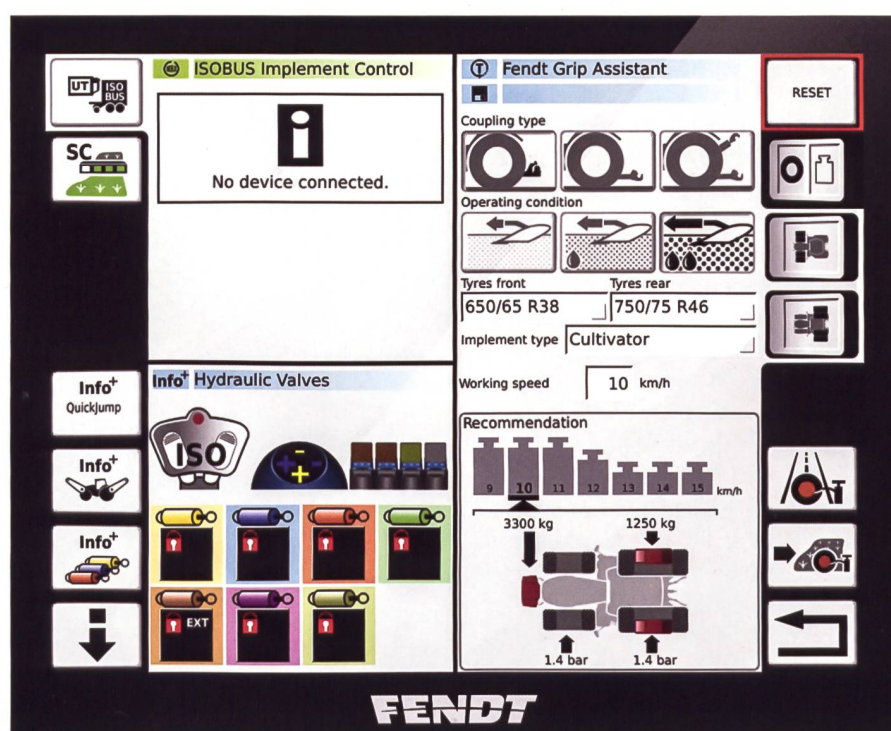 UT ISO BUS
SC
Info+
QuickJump
Info+
Info+
ISOBUS Implement Control
No device connected.
Info+ Hydraulic Valves
ISO
EXT
Fendt Grip Assistant
Coupling type
Operating condition
Tyres front Tyres rear
650/65 R38 750/75 R46
Implement type Cultivator
Working speed 10 km/h
Recommendation
9 10 11 12 13 14 15 km/h
3300 kg 1250 kg
1.4 bar 1.4 bar
RESET
FENDT